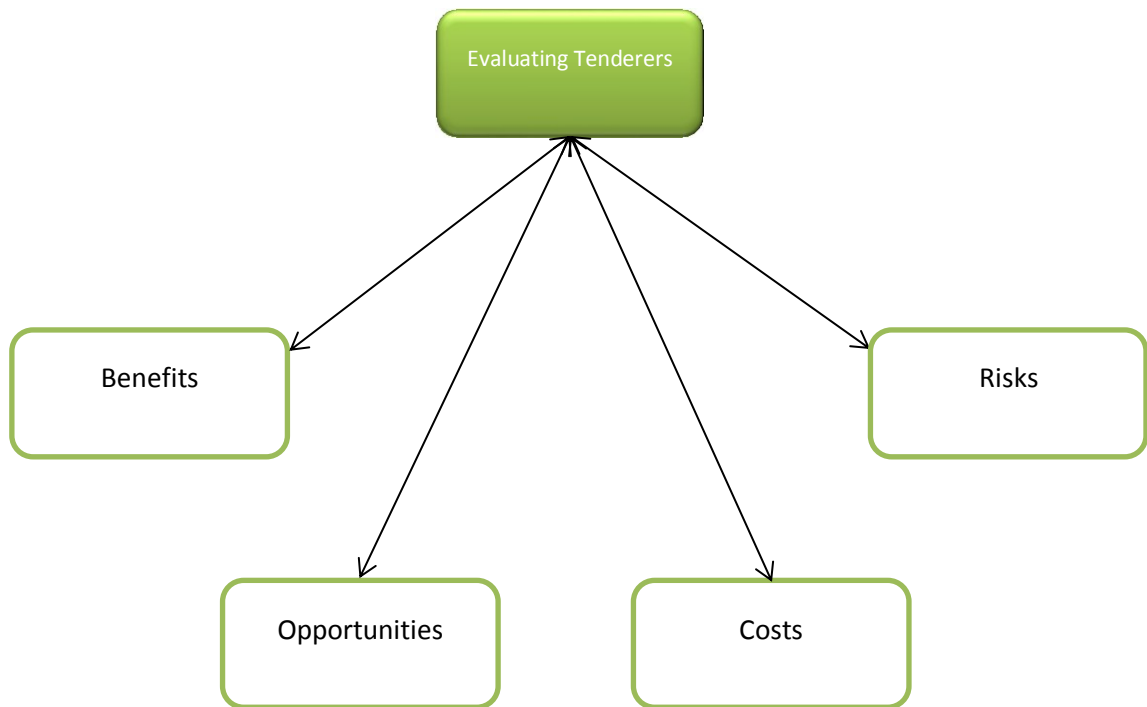 Evaluating Tenderers
Benefits
Risks
Opportunities
Costs